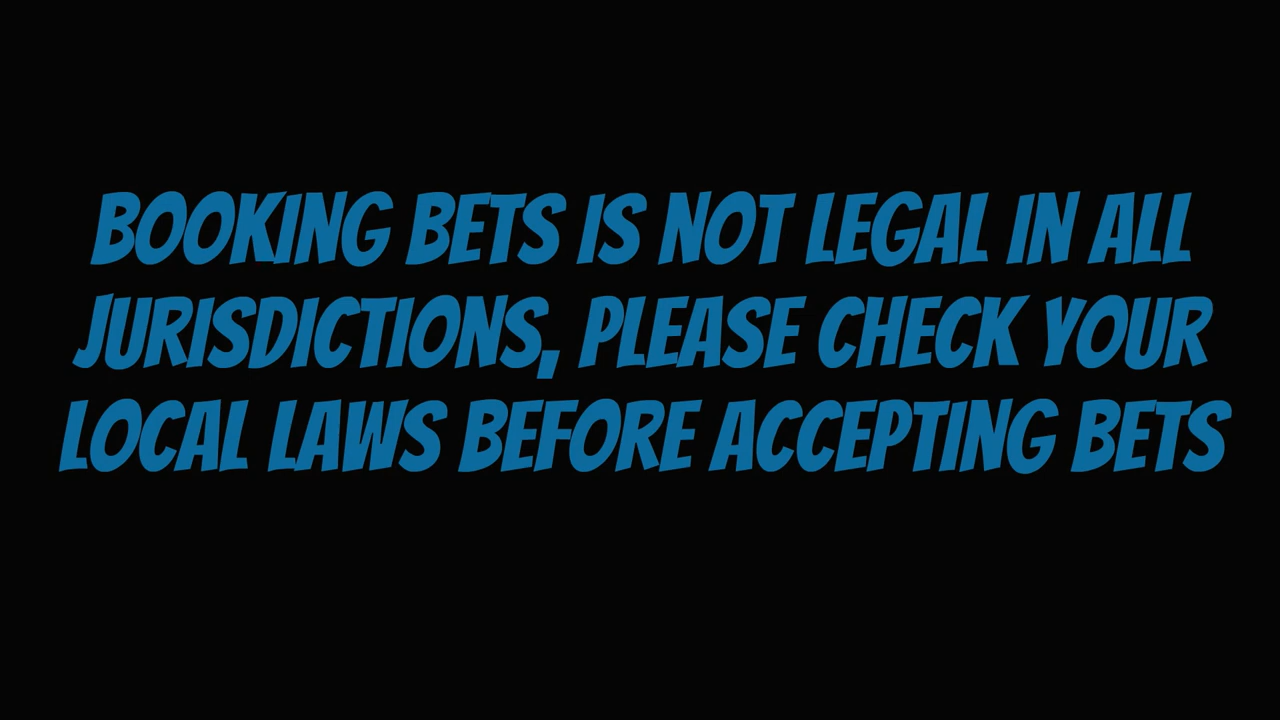 BOOKING BETS IS NOT LEGAL IN ALL
JURISDICTIONS, PLEASE CHECK YOUR
LOCAL LAWS BEFORE ACCEPTING BETS